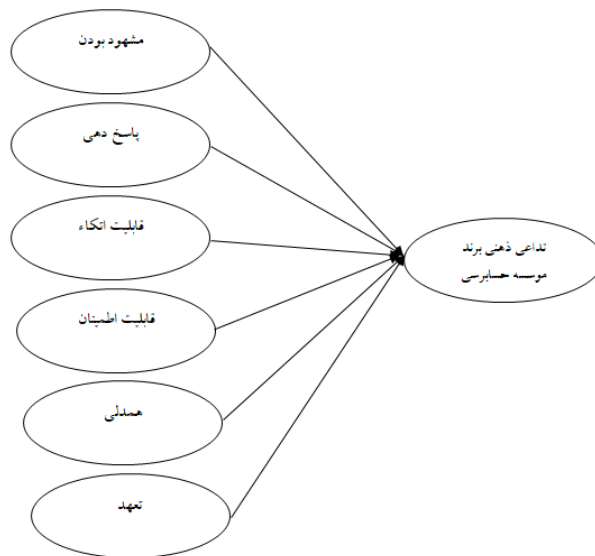 مشهود بودن
پاسخ دهی
قابلیت اتکاء
قابلیت اطمینان
همدلی
تعهد
تداعی ذهنی برند
موسسه حسابرسی